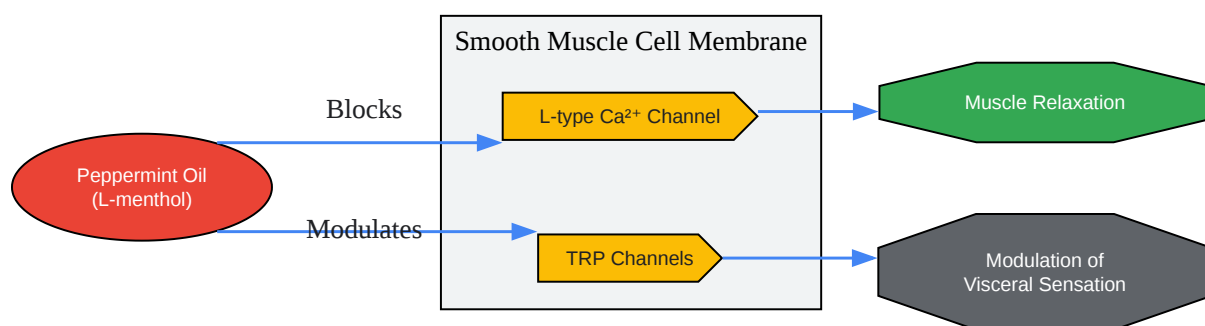 Smooth Muscle Cell Membrane
Blocks
L-type Ca²⁺ Channel
Muscle Relaxation
Peppermint Oil
(L-menthol)
Modulates
TRP Channels
Modulation of
Visceral Sensation